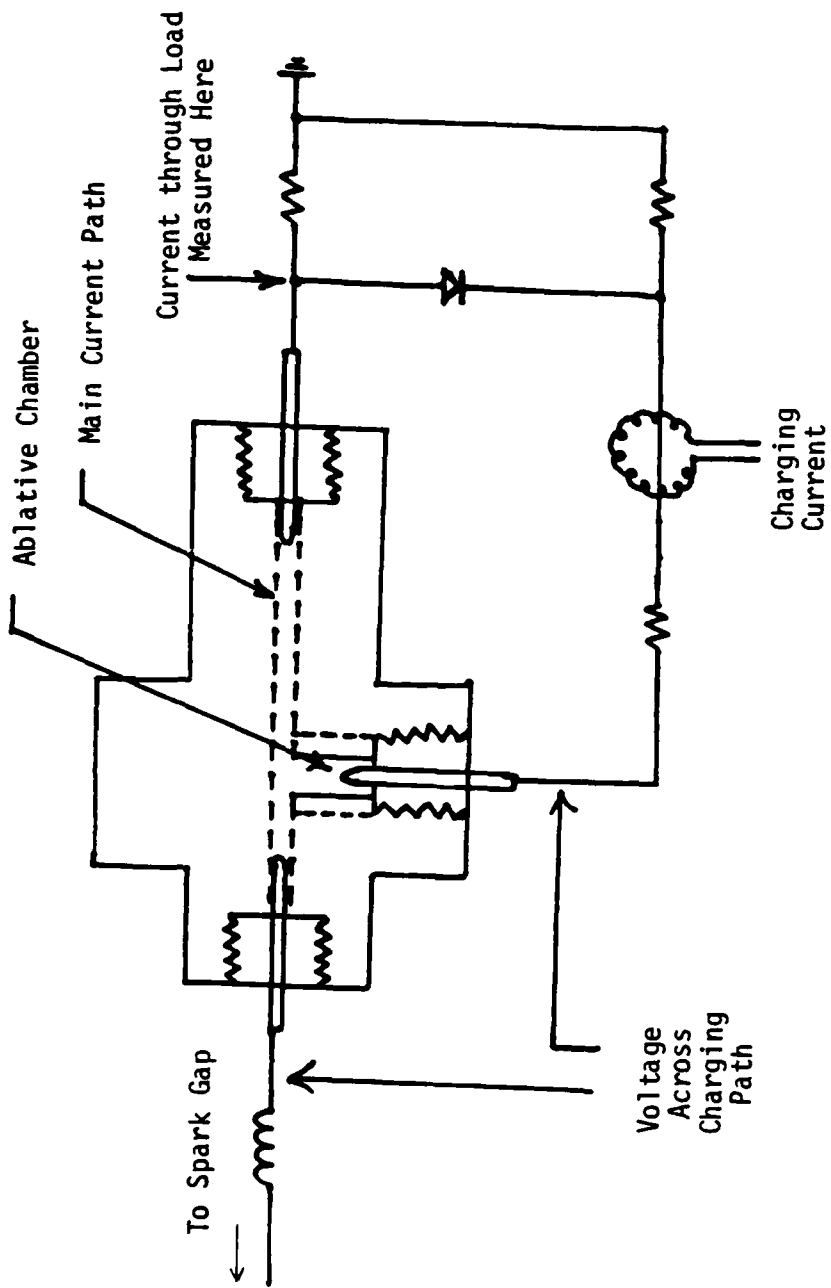 To Spark Gap
Ablative Chamber
Main Current Path
Current through Load
Measured Here
Voltage
Across
Charging
Path
Charging
Current